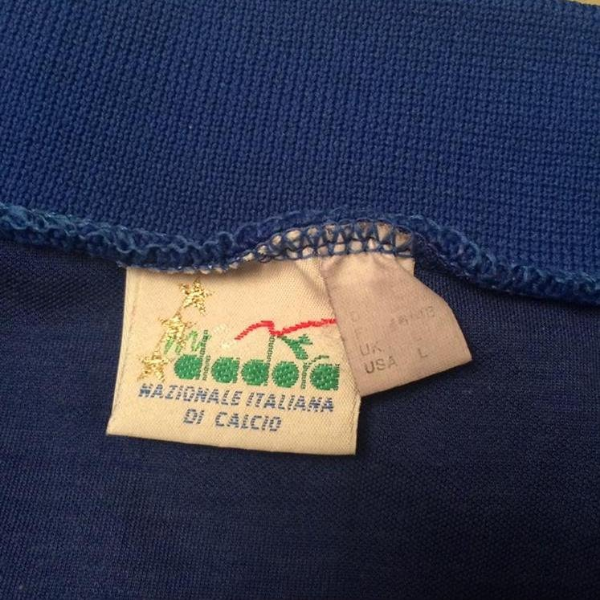 diadora
NAZIONALE ITALIANA
DI CALCIO
D
F
UK
USA L